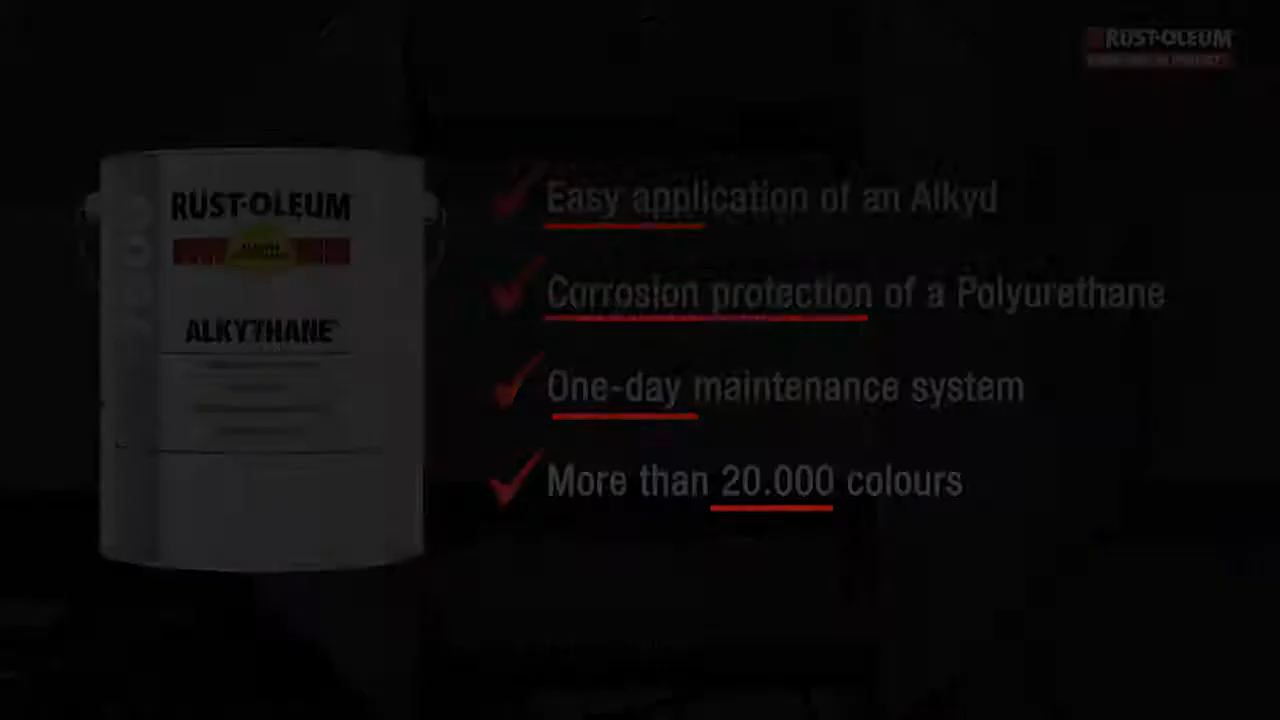 RUST-OLEUM
RUST-OLEUM
ALKYTHANE
Easy application of an Alkyd
Corrosion protection of a Polyurethane
One-day maintenance system
More than 20.000 colours